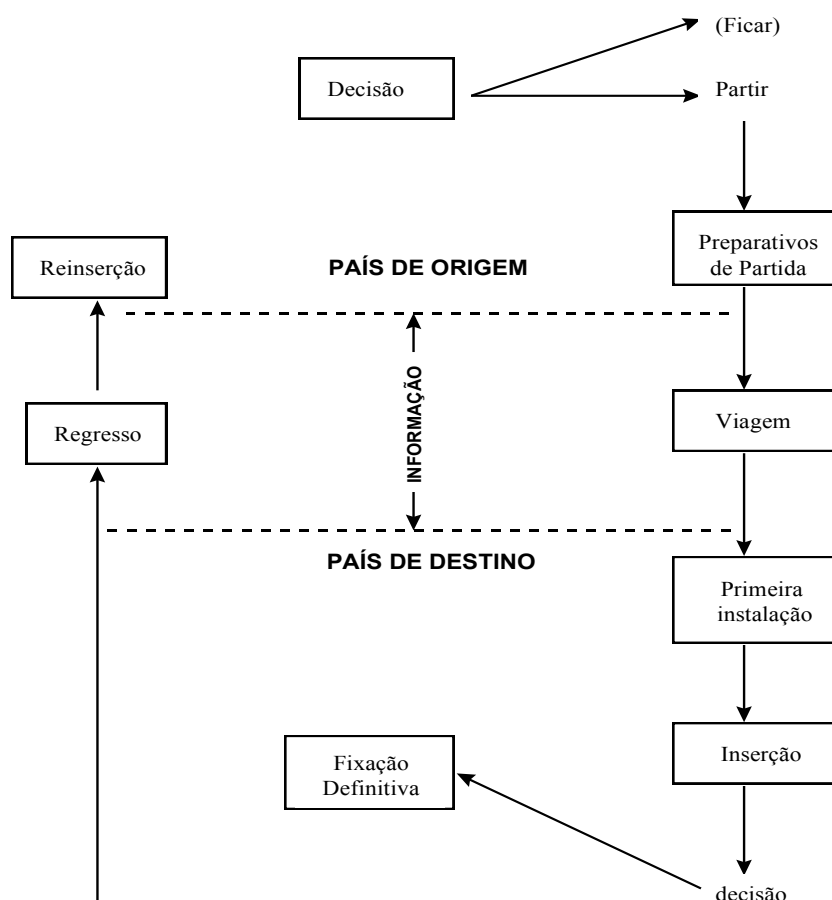 (Ficar)
Decisão
Partir
Preparativos
de Partida
Reinserção
PAÍS DE ORIGEM
INFORMAÇÃO
Regresso
Viagem
PAÍS DE DESTINO
Primeira
instalação
Inserção
Fixação
Definitiva
decisão